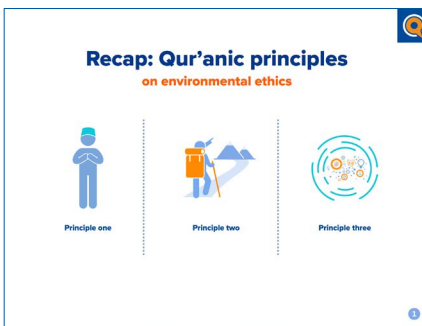 Recap: Qur’anic principles
on environmental ethics
Principle one
Principle two
Principle three
1